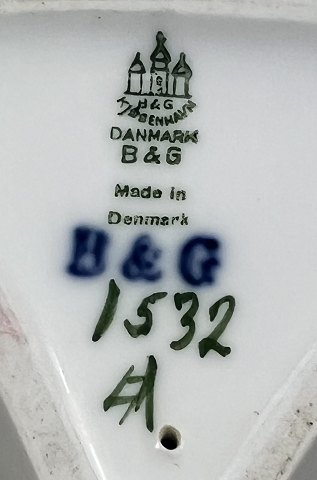 B&G
KJØBENHAVN
DANMARK
B&G
Made in
Denmark
B&G
1532